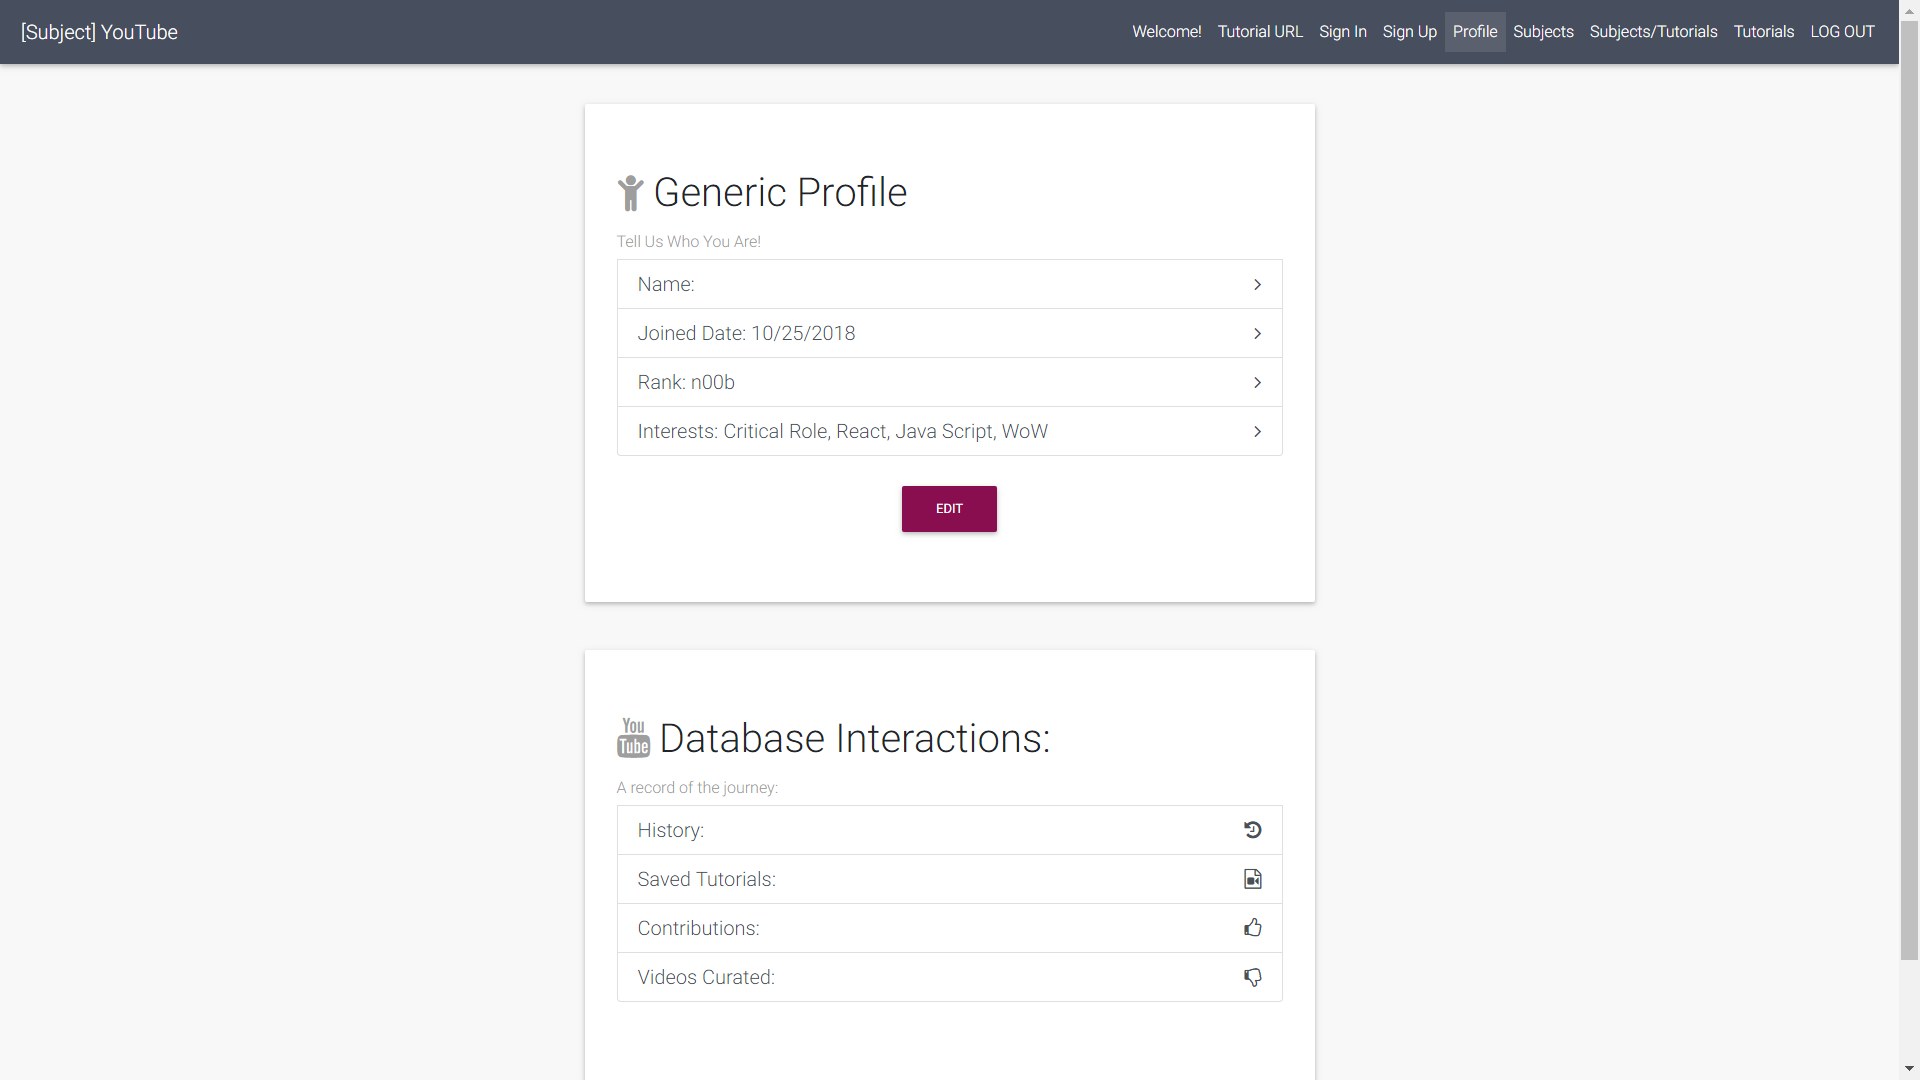 [Subject] YouTube
Welcome! Tutorial URL Sign In Sign Up Profile Subjects Subjects/Tutorials Tutorials LOG OUT
Generic Profile
Tell Us Who You Are!
Name:
Joined Date: 10/25/2018
Rank: n00b
Interests: Critical Role, React, Java Script, WoW
EDIT
You
Tube
Database Interactions:
A record of the journey:
History:
Saved Tutorials:
Contributions:
Videos Curated: